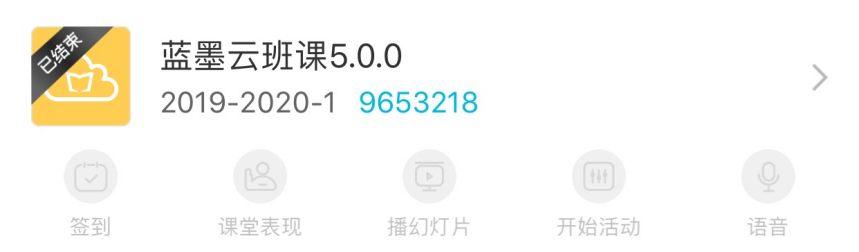 已结束
蓝墨云班课5.0.0
2019-2020-1 9653218
签到 课堂表现 播幻灯片 开始活动 语音